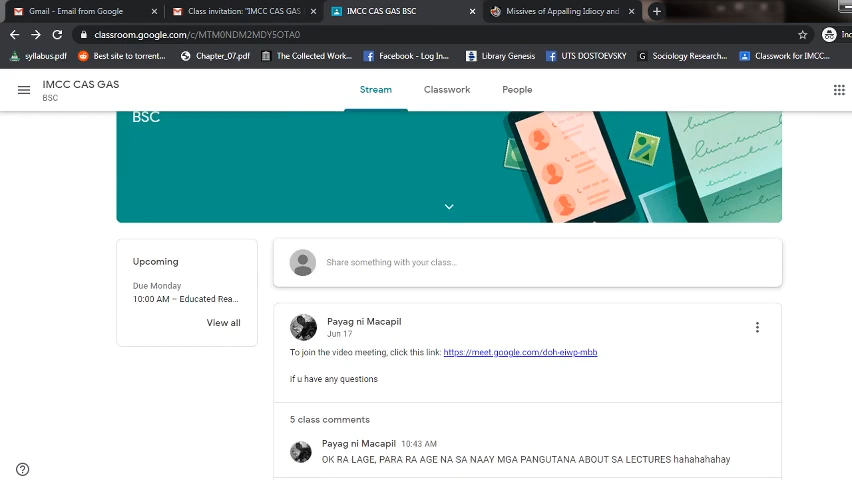 Gmail - Email from Google
Class invitation: "IMCC CAS GAS
IMCC CAS GAS BSC
Missives of Appalling Idiocy and
classroom.google.com/c/MTM0NDM2MDY5OTA0
syllabus.pdf
Best site to torrent...
Chapter_07.pdf
The Collected Work...
Facebook - Log In...
Library Genesis
UTS DOSTOEVSKY
Sociology Research...
Classwork for IMCC...
IMCC CAS GAS
BSC
Stream
Classwork
People
BSC
Upcoming
Due Monday
10:00 AM – Educated Rea...
View all
Share something with your class...
Payag ni Macapil
Jun 17
To join the video meeting, click this link: https://meet.google.com/doh-eiwp-mbb
if u have any questions
5 class comments
Payag ni Macapil 10:43 AM
OK RA LAGE, PARA RA AGE NA SA NAAY MGA PANGUTANA ABOUT SA LECTURES hahahahahay